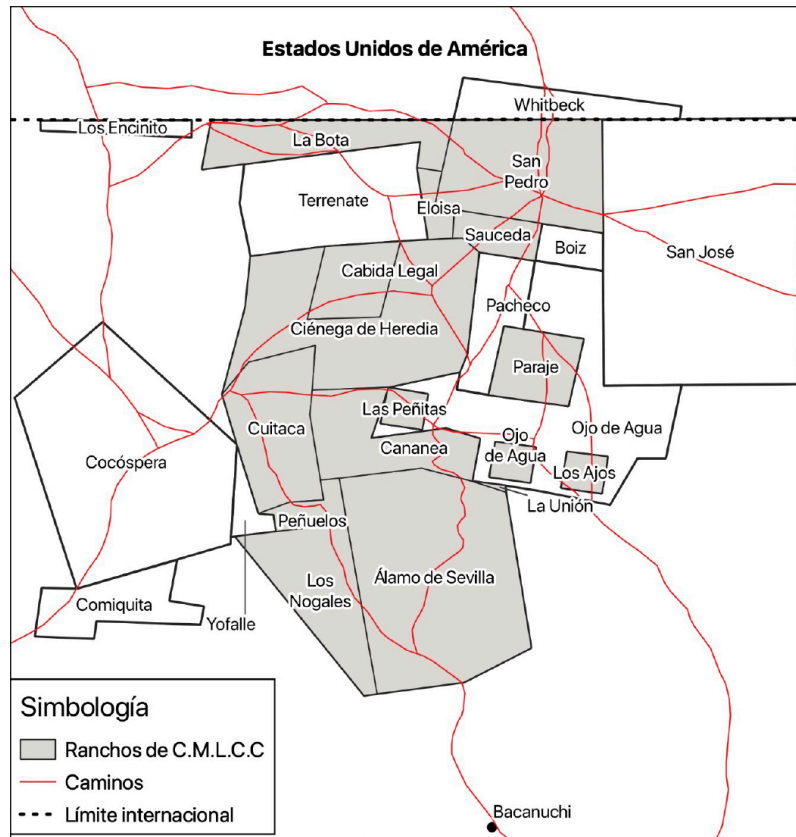 Estados Unidos de América
Whitbeck
Los Encinito
La Bota
San
Pedro
Terrenate
Eloisa
Sauceda
Boiz
San José
Cabida Legal
Pacheco
Ciénega de Heredia
Paraje
Las Peñitas
Cuitaca
Ojo
de Agua
Ojo de Agua
Cananea
Cocóspera
Los Ajos
La Unión
Peñuelos
Álamo de Sevilla
Los
Nogales
Comiquita
Yofalle
Simbología
Ranchos de C.M.L.C.C
Caminos
Límite internacional
Bacanuchi